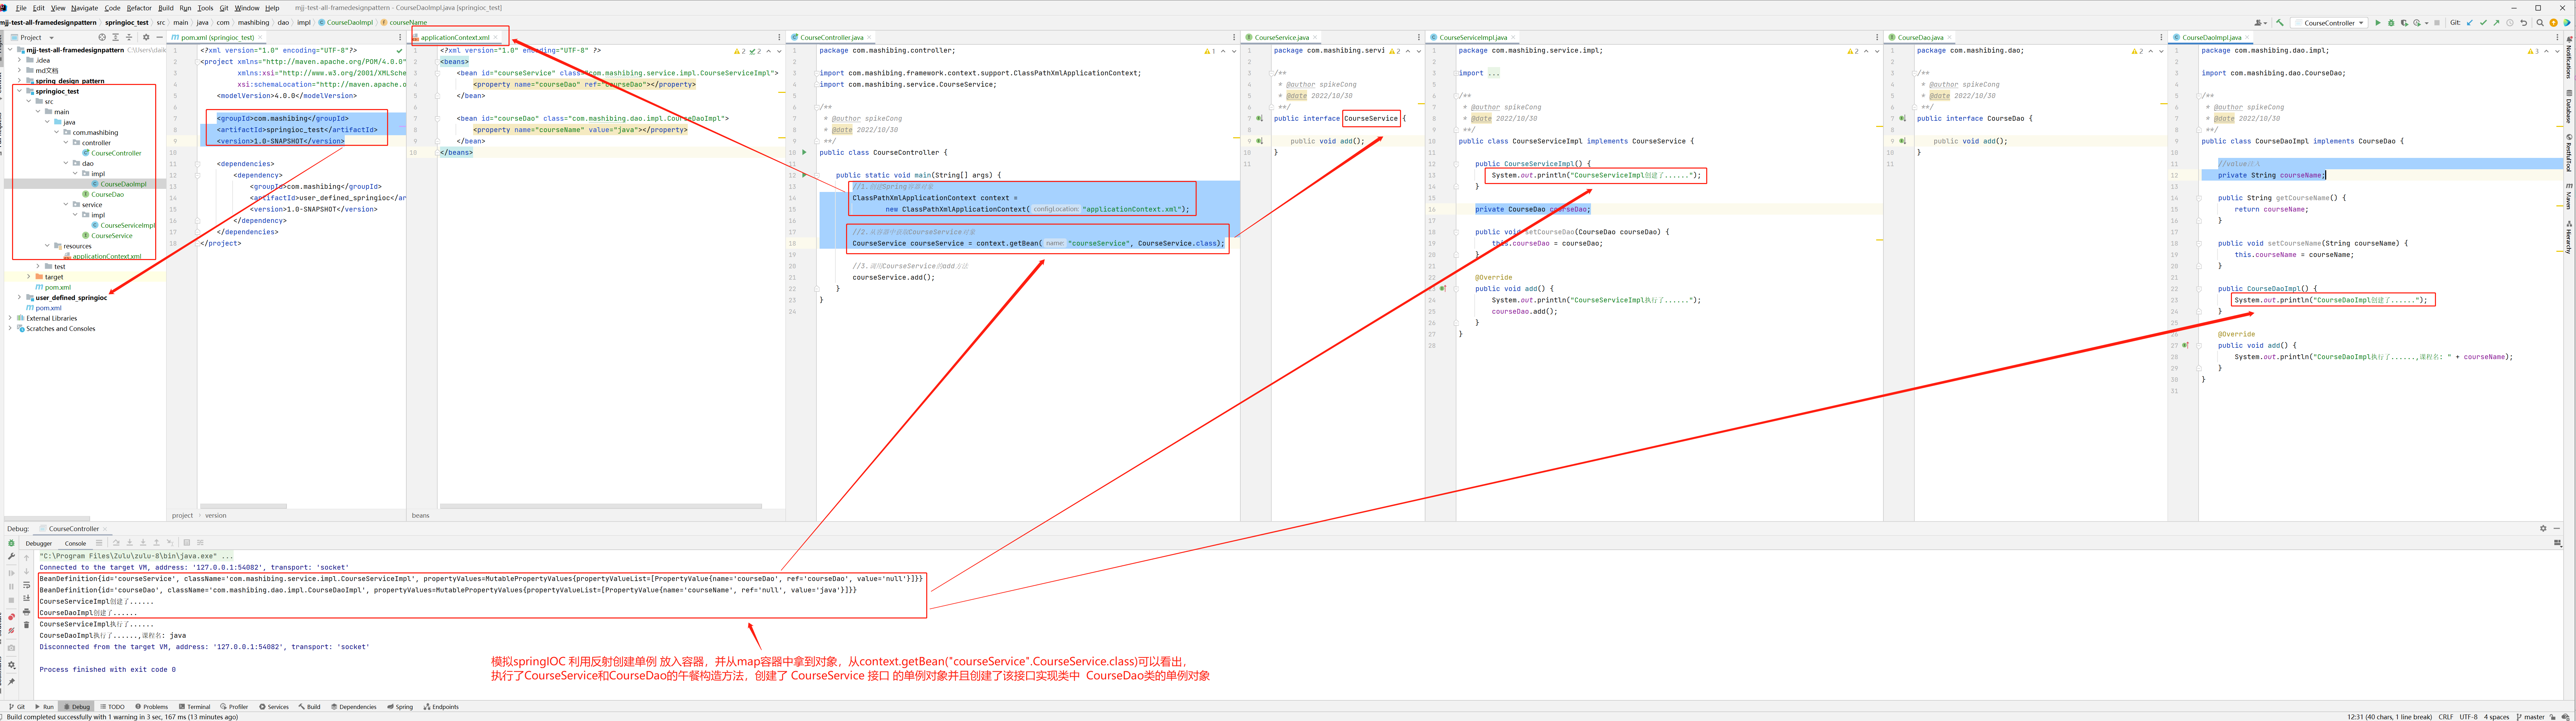 File Edit View Navigate Code Refactor Build Run Tools Git Window Help mjj-test-all-framedesignpattern - CourseDaoImpl.java [springioc_test]
mjj-test-all-framedesignpattern springioc_test src main java com mashibing dao impl CourseDaoImpl courseName
CourseController Git:
Project
mjj-test-all-framedesignpattern
.idea
md文档
spring_design_pattern
springioc_test
src
main
java
com.mashibing
controller
CourseController
dao
impl
CourseDaoImpl
CourseDao
service
impl
CourseServiceImpl
CourseService
resources
applicationContext.xml
test
target
pom.xml
user_defined_springioc
pom.xml
External Libraries
Scratches and Consoles
pom.xml (springioc_test)
<?xml version="1.0" encoding="UTF-8"?>
<project xmlns="http://maven.apache.org/POM/4.0.0"
xmlns:xsi="http://www.w3.org/2001/XMLSche
xsi:schemaLocation="http://maven.apache.o
<modelVersion>4.0.0</modelVersion>
<groupId>com.mashibing</groupId>
<artifactId>springioc_test</artifactId>
<version>1.0-SNAPSHOT</version>
<dependencies>
<dependency>
<groupId>com.mashibing</groupId>
<artifactId>user_defined_springioc</ar
<version>1.0-SNAPSHOT</version>
</dependency>
</dependencies>
</project>
project version
applicationContext.xml
<?xml version="1.0" encoding="UTF-8" ?>
<beans>
<bean id="courseService" class="com.mashibing.service.impl.CourseServiceImpl">
<property name="courseDao" ref="courseDao"></property>
</bean>
<bean id="courseDao" class="com.mashibing.dao.impl.CourseDaoImpl">
<property name="courseName" value="java"></property>
</bean>
</beans>
beans
CourseController.java
package com.mashibing.controller;
import com.mashibing.framework.context.support.ClassPathXmlApplicationContext;
import com.mashibing.service.CourseService;
/**
* @author spikeCong
* @date 2022/10/30
**/
public class CourseController {
public static void main(String[] args) {
//1.创建Spring容器对象
ClassPathXmlApplicationContext context =
new ClassPathXmlApplicationContext( configLocation: "applicationContext.xml");
//2.从容器中获取CourseService对象
CourseService courseService = context.getBean( name: "courseService", CourseService.class);
//3.调用CourseService的add方法
courseService.add();
}
}
CourseService.java
package com.mashibing.servi
/**
* @author spikeCong
* @date 2022/10/30
**/
public interface CourseService {
public void add();
}
CourseServiceImpl.java
package com.mashibing.service.impl;
import ...
/**
* @author spikeCong
* @date 2022/10/30
**/
public class CourseServiceImpl implements CourseService {
public CourseServiceImpl() {
System.out.println("CourseServiceImpl创建了......");
}
private CourseDao courseDao;
public void setCourseDao(CourseDao courseDao) {
this.courseDao = courseDao;
}
@Override
public void add() {
System.out.println("CourseServiceImpl执行了......");
courseDao.add();
}
}
CourseDao.java
package com.mashibing.dao;
/**
* @author spikeCong
* @date 2022/10/30
**/
public interface CourseDao {
public void add();
}
CourseDaoImpl.java
package com.mashibing.dao.impl;
import com.mashibing.dao.CourseDao;
/**
* @author spikeCong
* @date 2022/10/30
**/
public class CourseDaoImpl implements CourseDao {
//value注入
private String courseName;
public String getCourseName() {
return courseName;
}
public void setCourseName(String courseName) {
this.courseName = courseName;
}
public CourseDaoImpl() {
System.out.println("CourseDaoImpl创建了......");
}
@Override
public void add() {
System.out.println("CourseDaoImpl执行了......,课程名: " + courseName);
}
}
Notifications
Database
RestfulTool
Maven
Hierarchy
Debug: CourseController
Debugger Console
"C:\Program Files\Zulu\zulu-8\bin\java.exe" ...
Connected to the target VM, address: '127.0.0.1:54082', transport: 'socket'
BeanDefinition{id='courseService', className='com.mashibing.service.impl.CourseServiceImpl', propertyValues=MutablePropertyValues{propertyValueList=[PropertyValue{name='courseDao', ref='courseDao', value='null'}]}}
BeanDefinition{id='courseDao', className='com.mashibing.dao.impl.CourseDaoImpl', propertyValues=MutablePropertyValues{propertyValueList=[PropertyValue{name='courseName', ref='null', value='java'}]}}
CourseServiceImpl创建了......
CourseDaoImpl创建了......
CourseServiceImpl执行了......
CourseDaoImpl执行了......,课程名: java
Disconnected from the target VM, address: '127.0.0.1:54082', transport: 'socket'
Process finished with exit code 0
模拟springIOC 利用反射创建单例 放入容器，并从map容器中拿到对象，从context.getBean("courseService".CourseService.class)可以看出，
执行了CourseService和CourseDao的午餐构造方法，创建了 CourseService 接口 的单例对象并且创建了该接口实现类中 CourseDao类的单例对象
Git Run Debug TODO Problems Terminal Profiler Services Build Dependencies Spring Endpoints
Build completed successfully with 1 warning in 3 sec, 167 ms (13 minutes ago)
12:31 (40 chars, 1 line break) CRLF UTF-8 4 spaces master